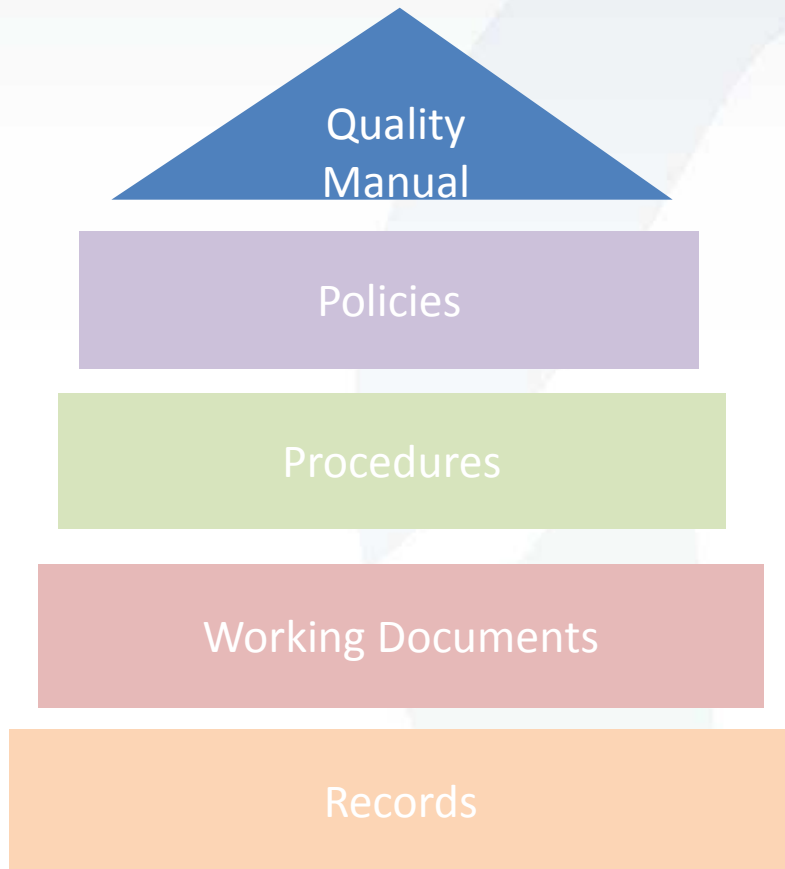 Quality
Manual
Policies
Procedures
Working Documents
Records